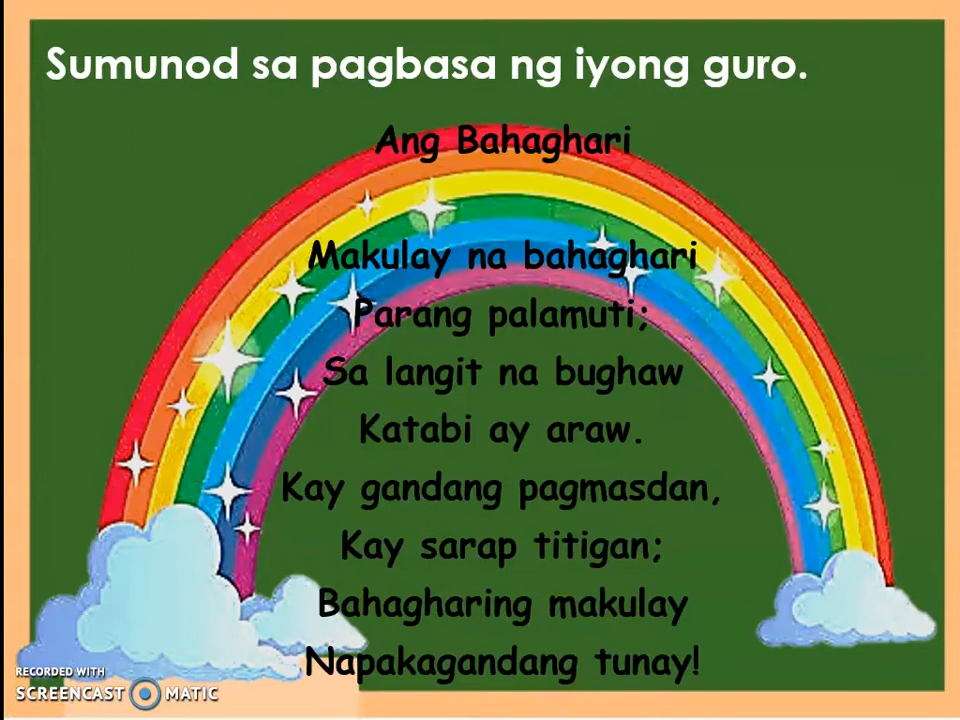 Sumunod sa pagbasa ng iyong guro.
Ang Bahaghari
Makulay na bahaghari
Parang palamuti;
Sa langit na bughaw
Katabi ay araw.
Kay gandang pagmasdan,
Kay sarap titigan;
Bahagharing makulay
Napakagandang tunay!
RECORDED WITH
SCREENCAST MATIC